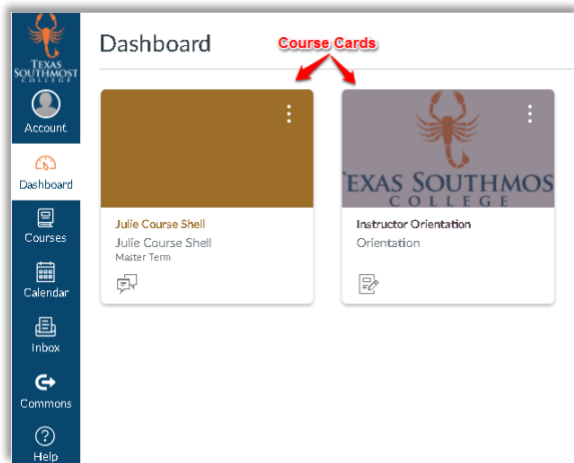 TEXAS
SOUTHMOST
COLLEGE
Account
Dashboard
Courses
Calendar
Inbox
Commons
Help
Dashboard
Course Cards
Julie Course Shell
Julie Course Shell
Master Term
TEXAS SOUTHMOS
COLLEGE
Instructor Orientation
Orientation